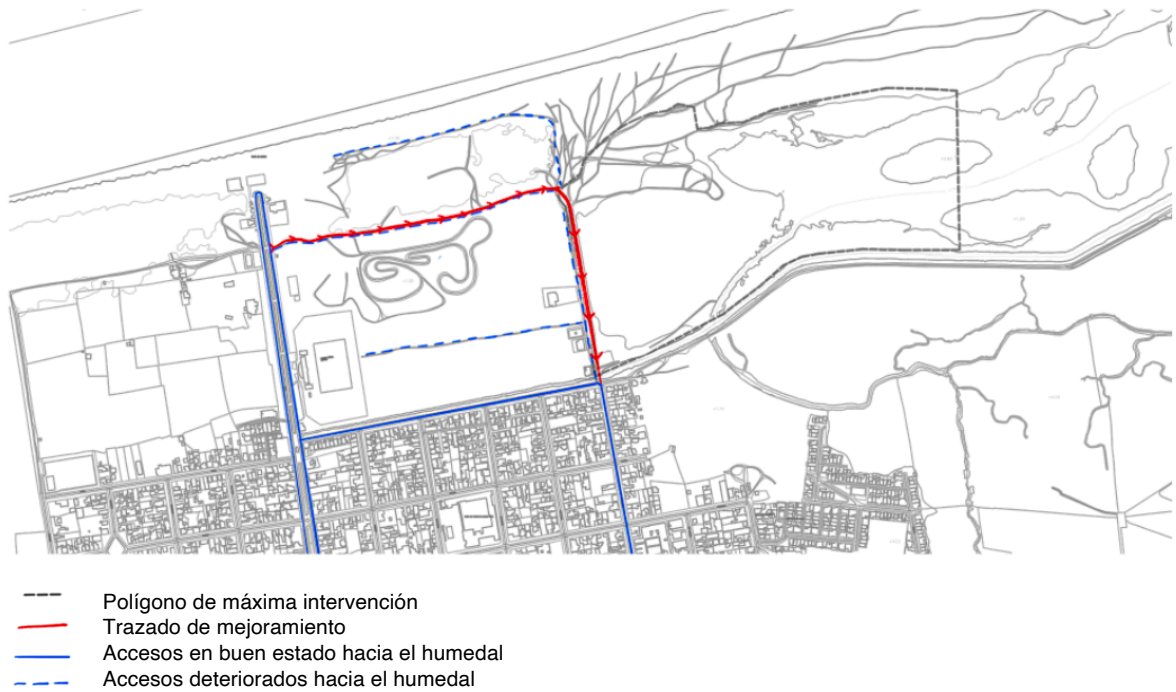 Polígono de máxima intervención
Trazado de mejoramiento
Accesos en buen estado hacia el humedal
Accesos deteriorados hacia el humedal